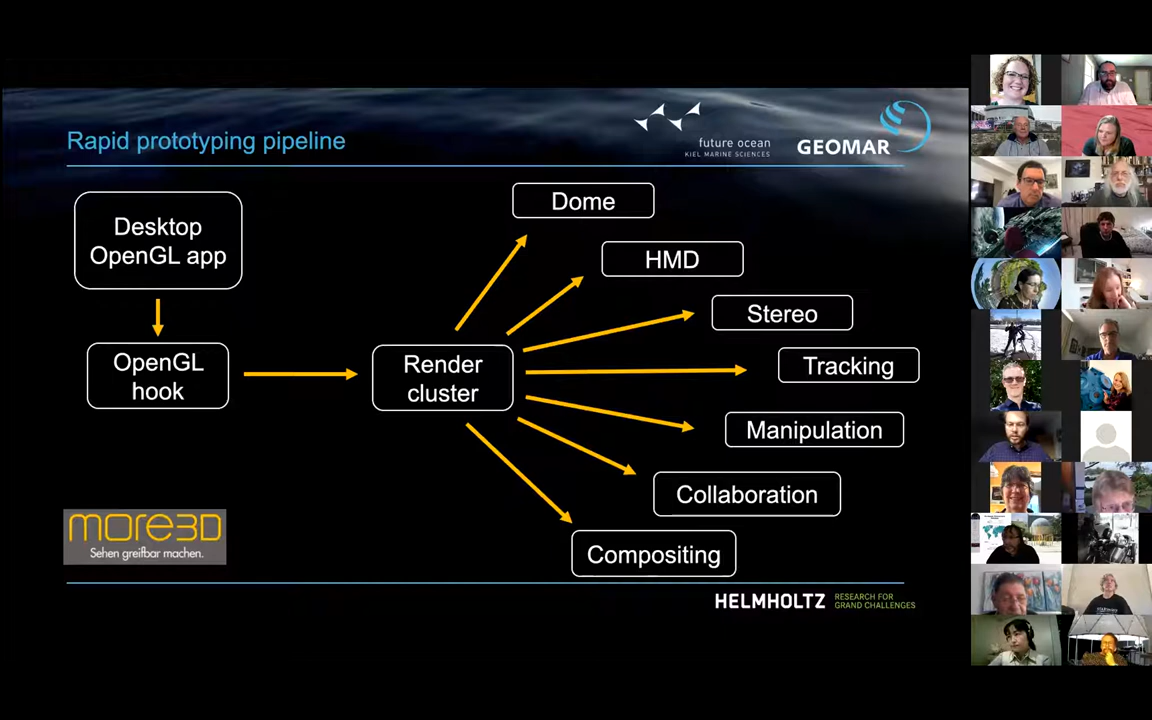 Rapid prototyping pipeline
future ocean
KIEL MARINE SCIENCES
GEOMAR
Desktop
OpenGL app
OpenGL
hook
Render
cluster
Dome
HMD
Stereo
Tracking
Manipulation
Collaboration
Compositing
more3D
Sehen greifbar machen.
HELMHOLTZ
RESEARCH FOR
GRAND CHALLENGES